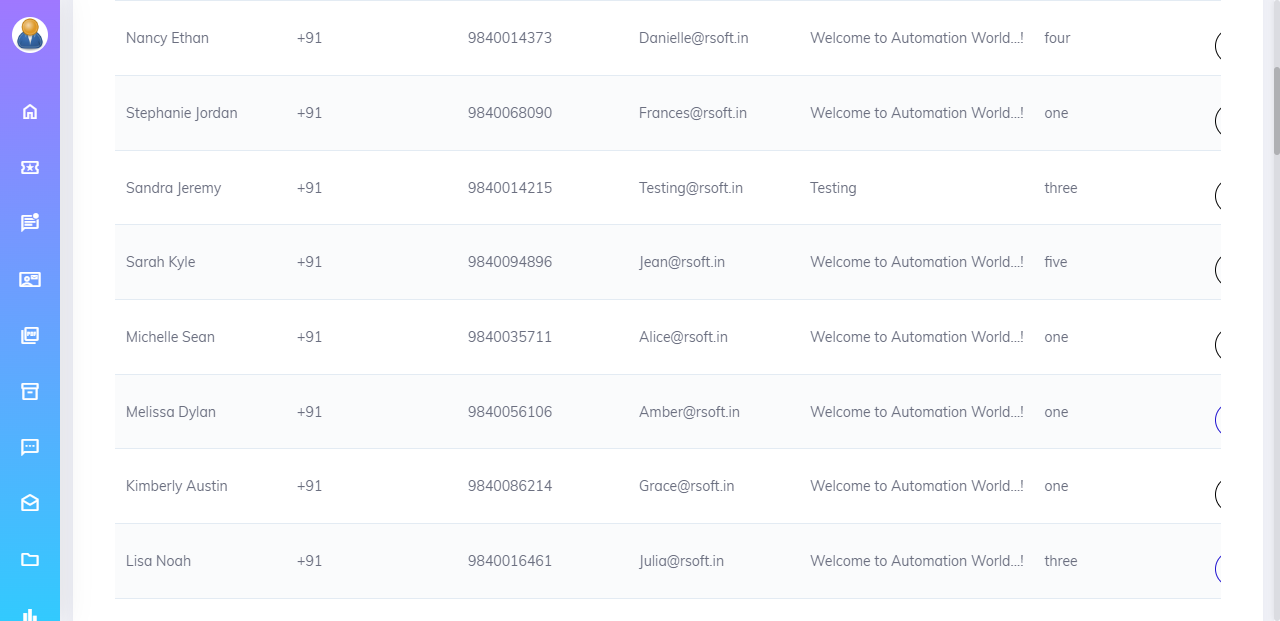 Nancy Ethan +91 9840014373 Danielle@rsoft.in Welcome to Automation World...! four
Stephanie Jordan +91 9840068090 Frances@rsoft.in Welcome to Automation World...! one
Sandra Jeremy +91 9840014215 Testing@rsoft.in Testing three
Sarah Kyle +91 9840094896 Jean@rsoft.in Welcome to Automation World...! five
Michelle Sean +91 9840035711 Alice@rsoft.in Welcome to Automation World...! one
Melissa Dylan +91 9840056106 Amber@rsoft.in Welcome to Automation World...! one
Kimberly Austin +91 9840086214 Grace@rsoft.in Welcome to Automation World...! one
Lisa Noah +91 9840016461 Julia@rsoft.in Welcome to Automation World...! three